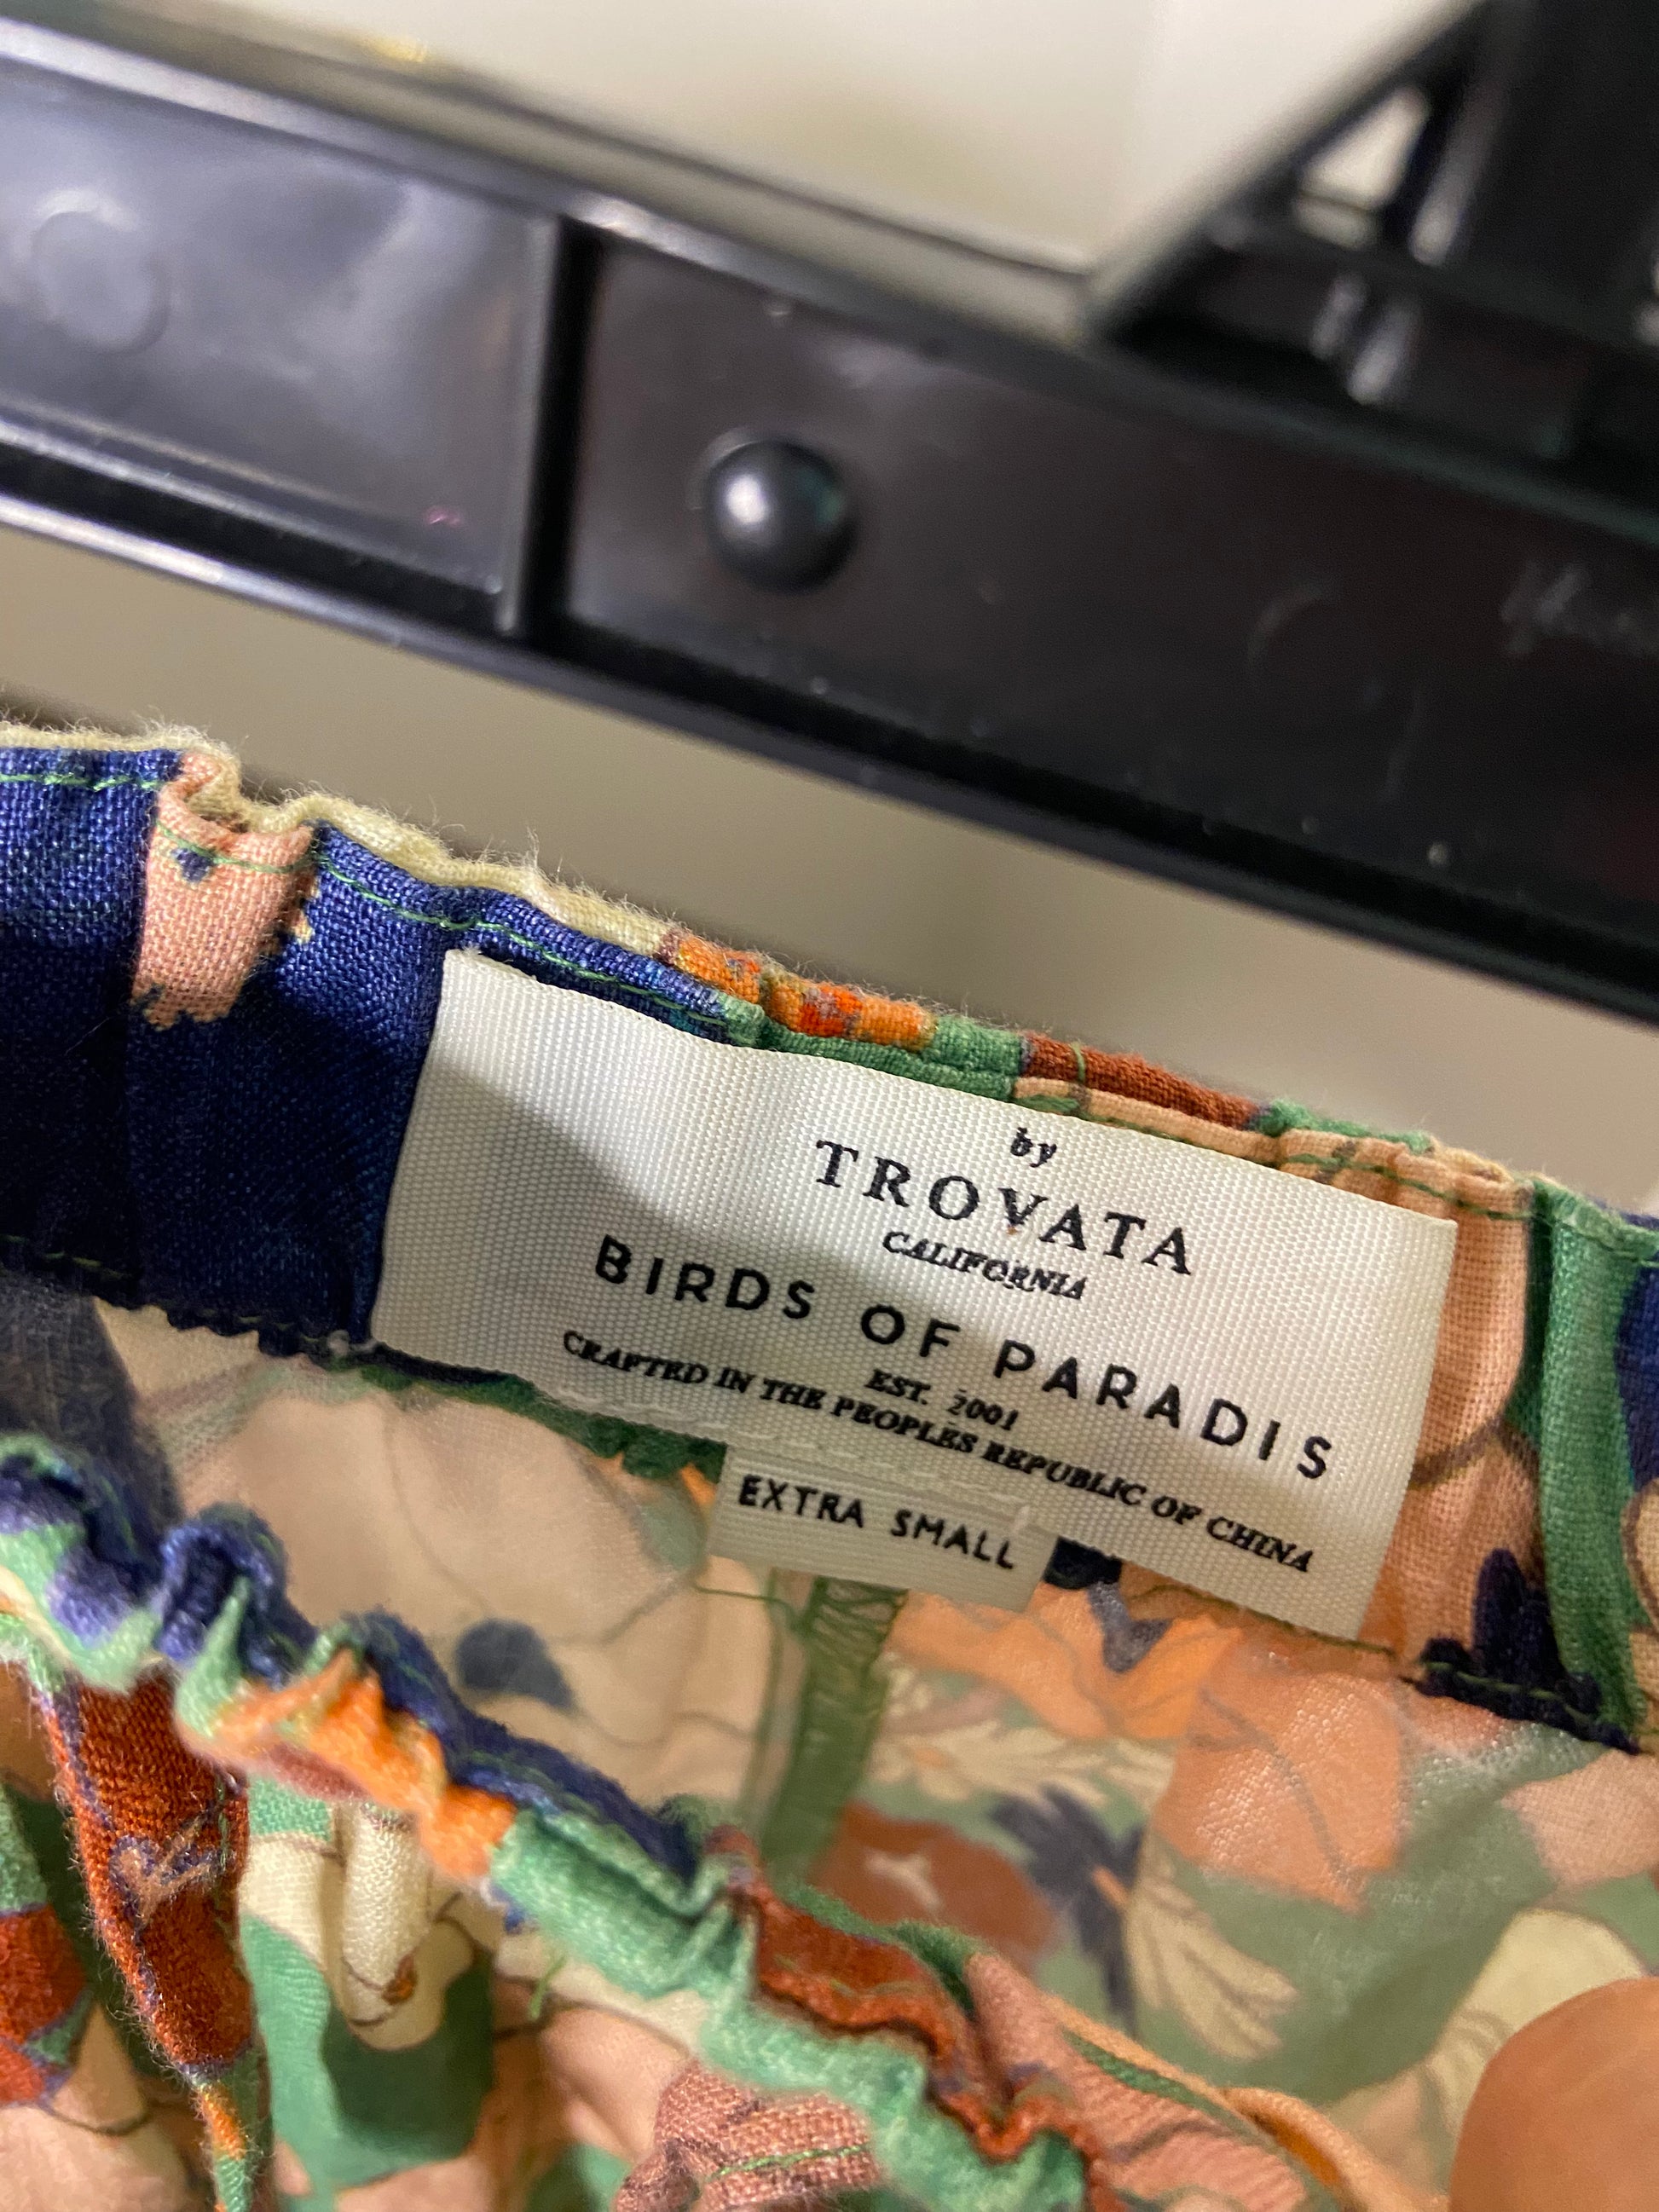 by
TROVATA
CALIFORNIA
BIRDS OF PARADIS
EST. 2001
CRAFTED IN THE PEOPLES REPUBLIC OF CHINA
EXTRA SMALL